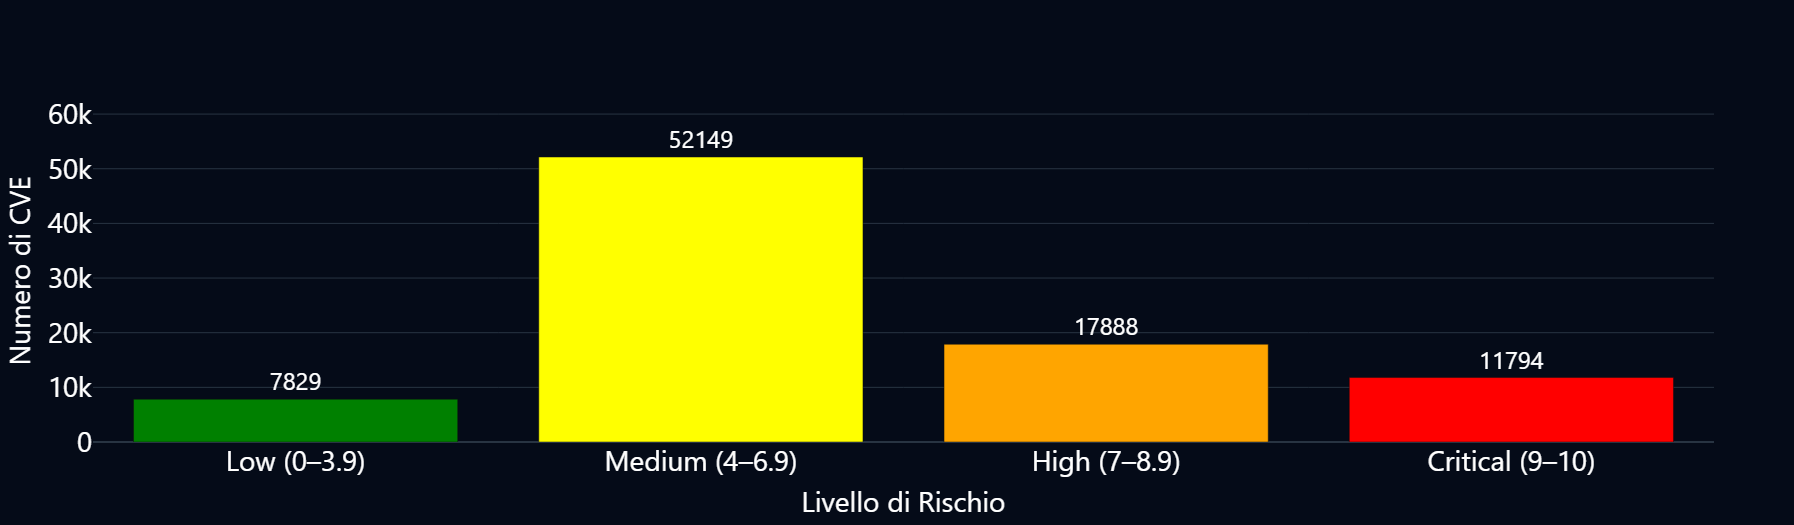 60k
50k
40k
30k
20k
10k
0
Numero di CVE
7829
52149
17888
11794
Low (0–3.9)
Medium (4–6.9)
High (7–8.9)
Critical (9–10)
Livello di Rischio